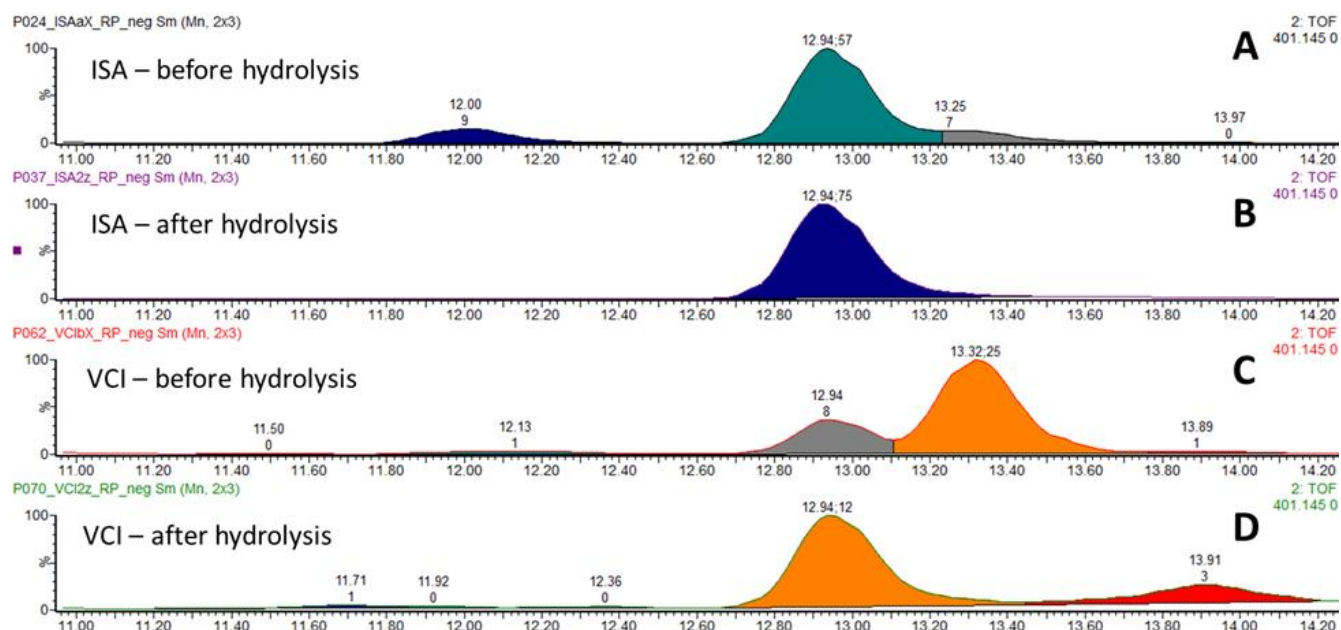 P024_ISAaX_RP_neg Sm (Mn, 2x3)
2: TOF
401.145 0
A
ISA – before hydrolysis
100
%
0
12.00
9
12.94;57
13.25
7
13.97
0
11.00 11.20 11.40 11.60 11.80 12.00 12.20 12.40 12.60 12.80 13.00 13.20 13.40 13.60 13.80 14.00 14.20
P037_ISA2z_RP_neg Sm (Mn, 2x3)
2: TOF
401.145 0
B
ISA – after hydrolysis
100
%
0
12.94;75
11.00 11.20 11.40 11.60 11.80 12.00 12.20 12.40 12.60 12.80 13.00 13.20 13.40 13.60 13.80 14.00 14.20
P062_VCIbX_RP_neg Sm (Mn, 2x3)
2: TOF
401.145 0
C
VCI – before hydrolysis
100
%
0
11.50
0
12.13
1
12.94
8
13.32;25
13.89
1
11.00 11.20 11.40 11.60 11.80 12.00 12.20 12.40 12.60 12.80 13.00 13.20 13.40 13.60 13.80 14.00 14.20
P070_VCI2z_RP_neg Sm (Mn, 2x3)
2: TOF
401.145 0
D
VCI – after hydrolysis
100
%
0
11.71
1
11.92
0
12.36
0
12.94;12
13.91
3
11.00 11.20 11.40 11.60 11.80 12.00 12.20 12.40 12.60 12.80 13.00 13.20 13.40 13.60 13.80 14.00 14.20